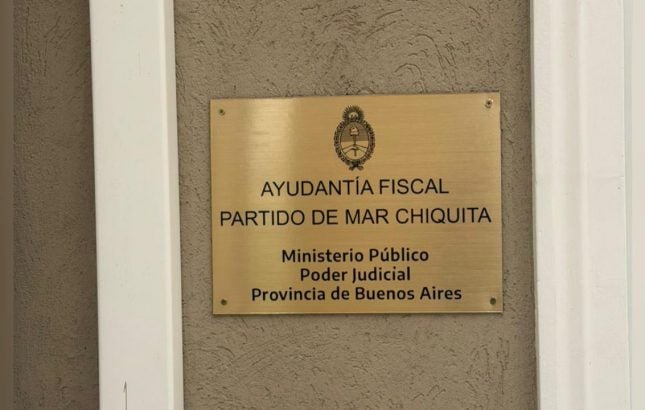 AYUDANTÍA FISCAL
PARTIDO DE MAR CHIQUITA
Ministerio Público
Poder Judicial
Provincia de Buenos Aires